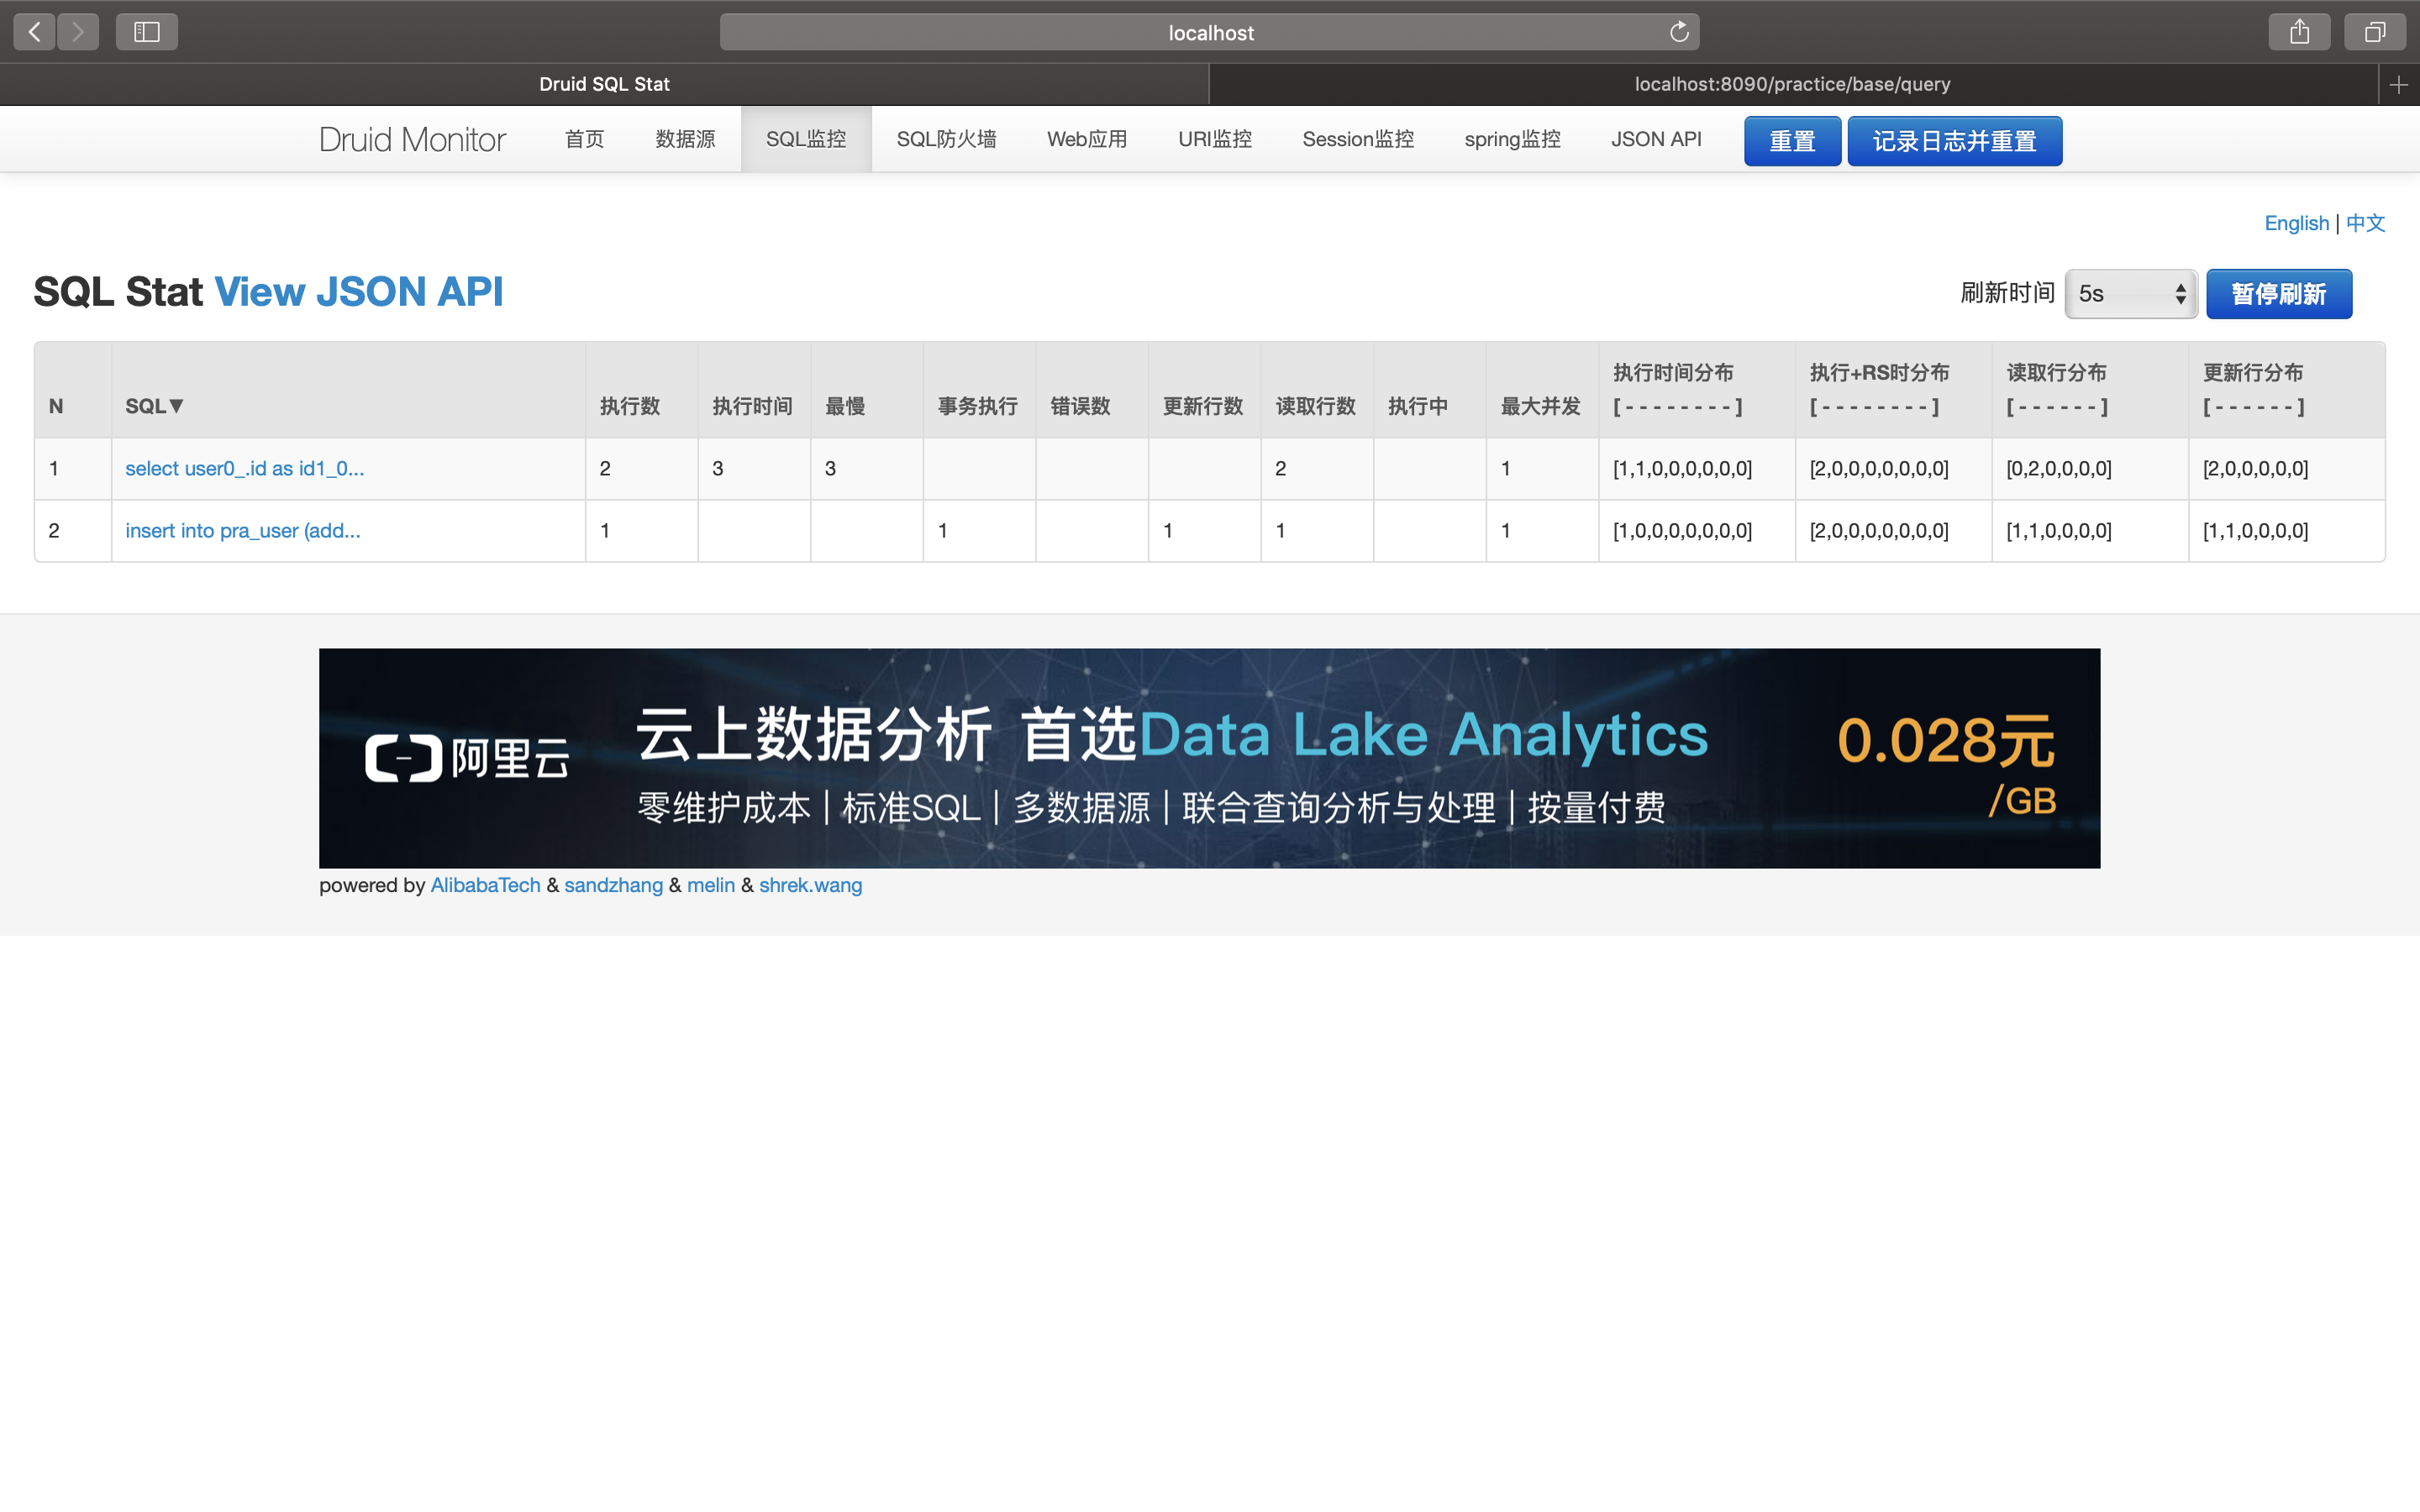 localhost
Druid SQL Stat
localhost:8090/practice/base/query
Druid Monitor 首页 数据源 SQL监控 SQL防火墙 Web应用 URI监控 Session监控 spring监控 JSON API 重置 记录日志并重置
English | 中文
SQL Stat View JSON API 刷新时间 5s 暂停刷新
N SQL▼ 执行数 执行时间 最慢 事务执行 错误数 更新行数 读取行数 执行中 最大并发 执行时间分布 [ - - - - - - - - ] 执行+RS时分布 [ - - - - - - - - ] 读取行分布 [ - - - - - - ] 更新行分布 [ - - - - - - ]
1 select user0_.id as id1_0... 2 3 3 2 1 [1,1,0,0,0,0,0,0] [2,0,0,0,0,0,0,0] [0,2,0,0,0,0] [2,0,0,0,0,0]
2 insert into pra_user (add... 1 1 1 1 1 [1,0,0,0,0,0,0,0] [2,0,0,0,0,0,0,0] [1,1,0,0,0,0] [1,1,0,0,0,0]
阿里云
云上数据分析 首选Data Lake Analytics
零维护成本 | 标准SQL | 多数据源 | 联合查询分析与处理 | 按量付费
0.028元
/GB
powered by AlibabaTech & sandzhang & melin & shrek.wang